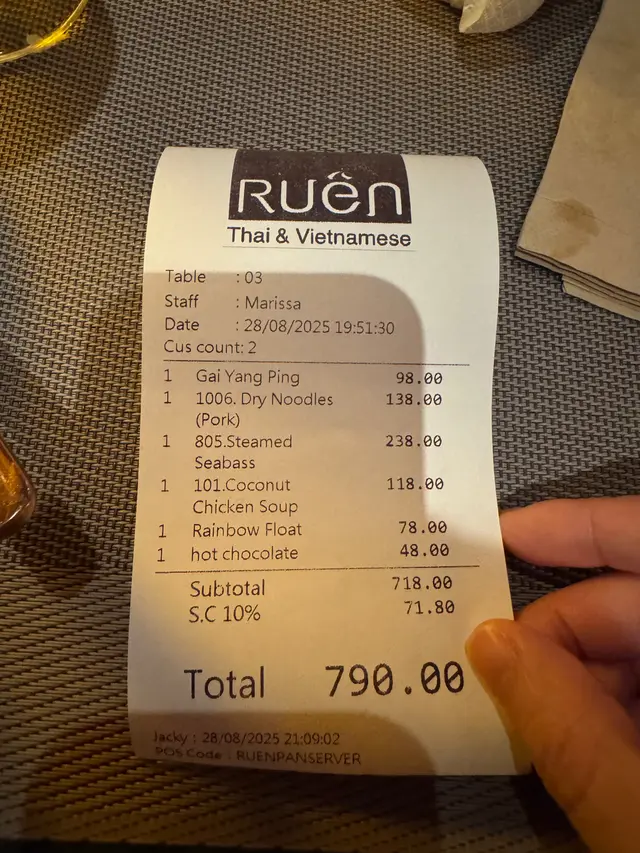 Ruên
Thai & Vietnamese
Table : 03
Staff : Marissa
Date : 28/08/2025 19:51:30
Cus count: 2
1 Gai Yang Ping 98.00
1 1006. Dry Noodles 138.00
(Pork)
1 805.Steamed 238.00
Seabass
1 101.Coconut 118.00
Chicken Soup
1 Rainbow Float 78.00
1 hot chocolate 48.00
Subtotal 718.00
S.C 10% 71.80
Total 790.00
Jacky : 28/08/2025 21:09:02
POS Code : RUENPANSERVER